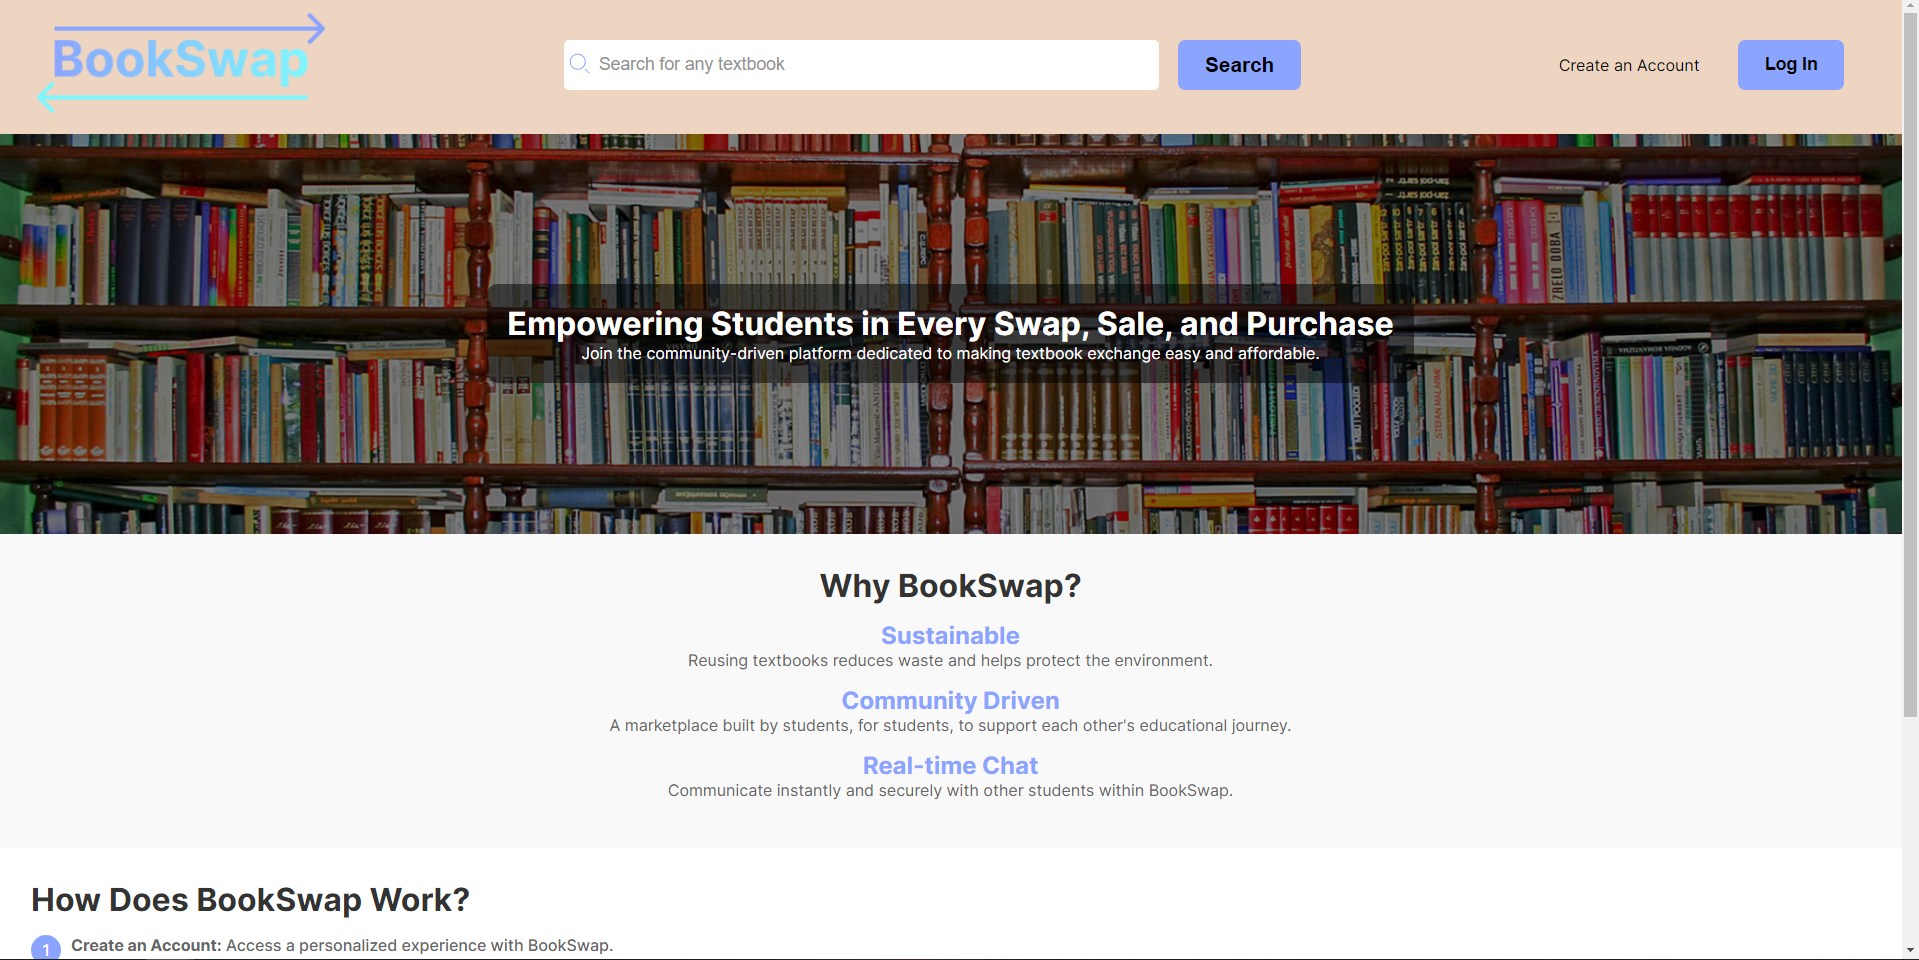 BookSwap
Search for any textbook
Search
Create an Account
Log In
Empowering Students in Every Swap, Sale, and Purchase
Join the community-driven platform dedicated to making textbook exchange easy and affordable.
Why BookSwap?
Sustainable
Reusing textbooks reduces waste and helps protect the environment.
Community Driven
A marketplace built by students, for students, to support each other's educational journey.
Real-time Chat
Communicate instantly and securely with other students within BookSwap.
How Does BookSwap Work?
1 Create an Account: Access a personalized experience with BookSwap.